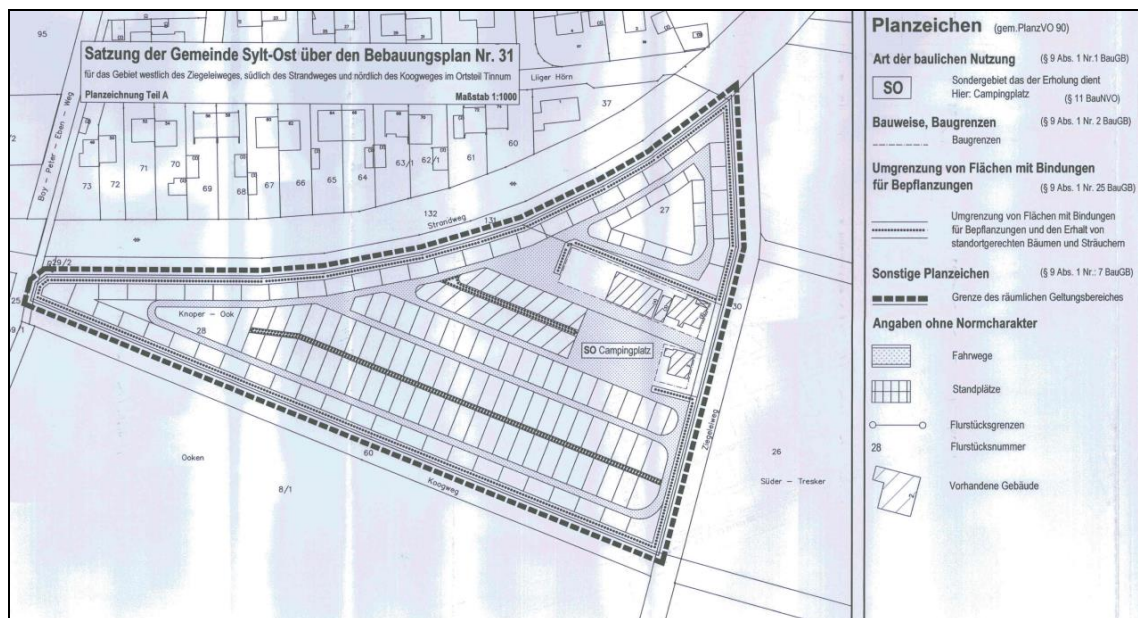 Satzung der Gemeinde Sylt-Ost über den Bebauungsplan Nr. 31
für das Gebiet westlich des Ziegeleiweges, südlich des Strandweges und nördlich des Koogweges im Ortsteil Tinnum
Planzeichnung Teil A
Maßstab 1:1000
95
Boy - Peter - Eben - Weg
Lüger Hörn
37
73
72
71
70
69
68
67
66
65
64
63/1
62/1
61
60
132
Strandweg
131
27
Knoper - Ook
28
SO Campingplatz
30
Ziegeleiweg
60
Koogweg
Ooken
8/1
26
Süder - Tresker
Planzeichen (gem.PlanzVO 90)
Art der baulichen Nutzung (§ 9 Abs. 1 Nr.1 BauGB)
SO
Sondergebiet das der Erholung dient
Hier: Campingplatz
(§ 11 BauNVO)
Bauweise, Baugrenzen (§ 9 Abs. 1 Nr. 2 BauGB)
Baugrenzen
Umgrenzung von Flächen mit Bindungen
für Bepflanzungen (§ 9 Abs. 1 Nr. 25 BauGB)
Umgrenzung von Flächen mit Bindungen
für Bepflanzungen und den Erhalt von
standortgerechten Bäumen und Sträuchern
Sonstige Planzeichen (§ 9 Abs. 1 Nr.: 7 BauGB)
Grenze des räumlichen Geltungsbereiches
Angaben ohne Normcharakter
Fahrwege
Standplätze
Flurstücksgrenzen
28
Flurstücksnummer
Vorhandene Gebäude